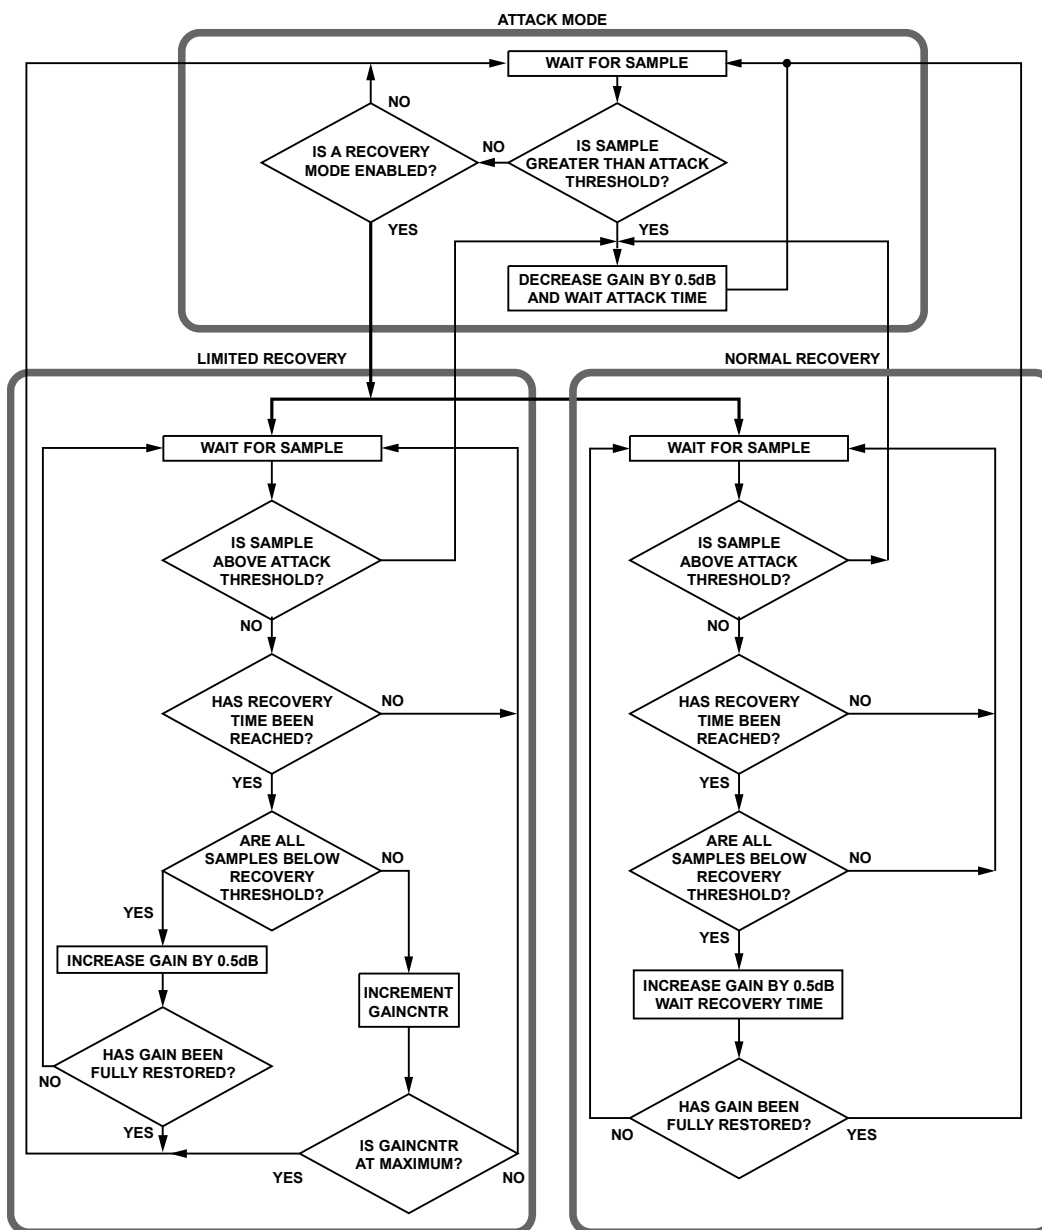 ATTACK MODE
WAIT FOR SAMPLE
NO
IS A RECOVERY
MODE ENABLED?
NO
IS SAMPLE
GREATER THAN ATTACK
THRESHOLD?
YES
YES
DECREASE GAIN BY 0.5dB
AND WAIT ATTACK TIME
LIMITED RECOVERY
WAIT FOR SAMPLE
IS SAMPLE
ABOVE ATTACK
THRESHOLD?
NO
HAS RECOVERY
TIME BEEN
REACHED?
NO
YES
ARE ALL
SAMPLES BELOW
RECOVERY
THRESHOLD?
NO
YES
INCREASE GAIN BY 0.5dB
INCREMENT
GAINCNTR
HAS GAIN BEEN
FULLY RESTORED?
NO
YES
IS GAINCNTR
AT MAXIMUM?
YES
NO
NORMAL RECOVERY
WAIT FOR SAMPLE
IS SAMPLE
ABOVE ATTACK
THRESHOLD?
NO
HAS RECOVERY
TIME BEEN
REACHED?
NO
YES
ARE ALL
SAMPLES BELOW
RECOVERY
THRESHOLD?
NO
YES
INCREASE GAIN BY 0.5dB
WAIT RECOVERY TIME
HAS GAIN BEEN
FULLY RESTORED?
NO
YES